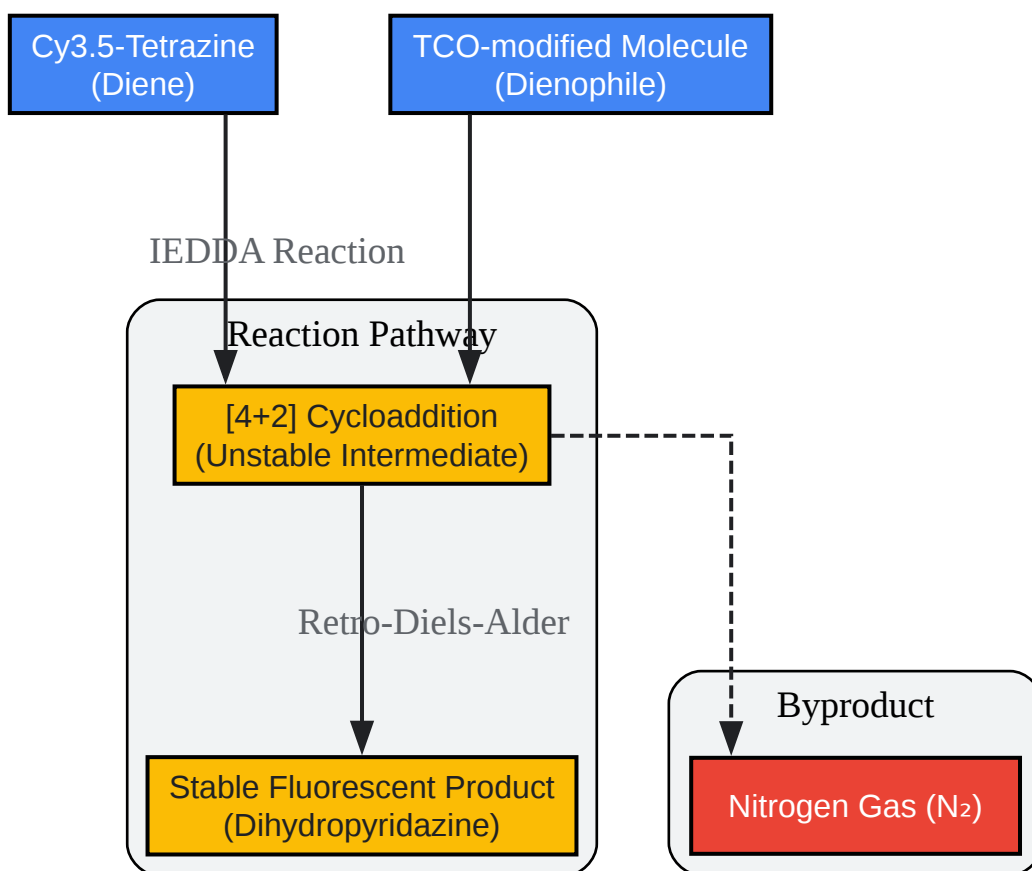 Cy3.5-Tetrazine
(Diene)
TCO-modified Molecule
(Dienophile)
IEDDA Reaction
Reaction Pathway
[4+2] Cycloaddition
(Unstable Intermediate)
Retro-Diels-Alder
Byproduct
Stable Fluorescent Product
(Dihydropyridazine)
Nitrogen Gas (N₂)